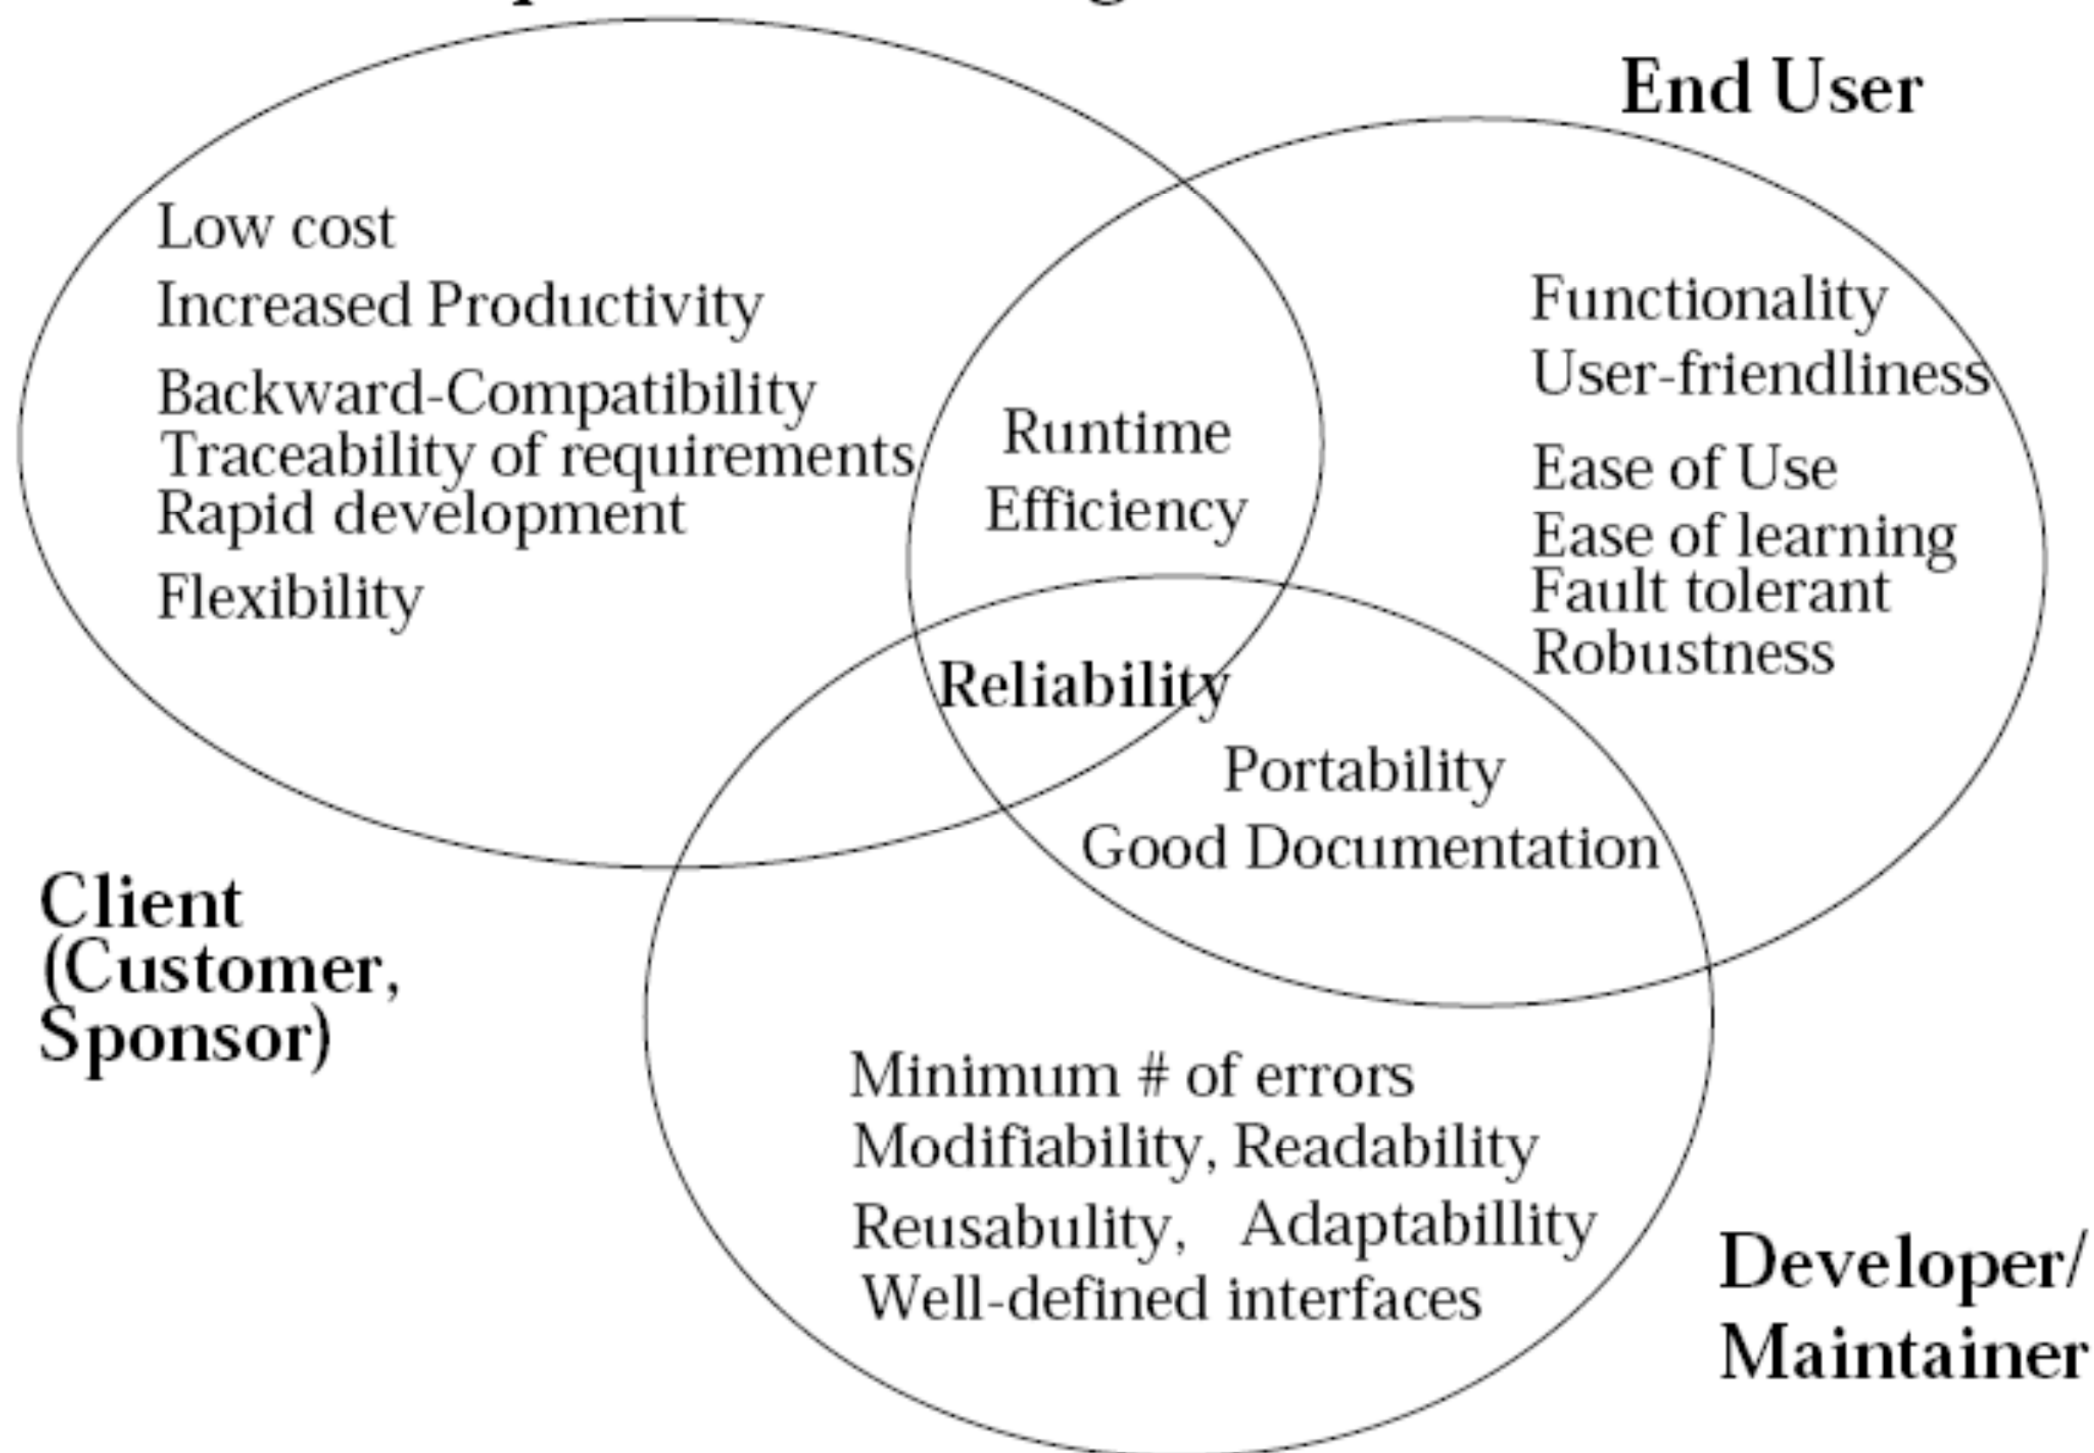 End User
Low cost
Increased Productivity
Backward-Compatibility
Traceability of requirements
Rapid development
Flexibility
Runtime
Efficiency
Functionality
User-friendliness
Ease of Use
Ease of learning
Fault tolerant
Robustness
Reliability
Portability
Good Documentation
Client
(Customer,
Sponsor)
Minimum # of errors
Modifiability, Readability
Reusabulity, Adaptabillity
Well-defined interfaces
Developer/
Maintainer